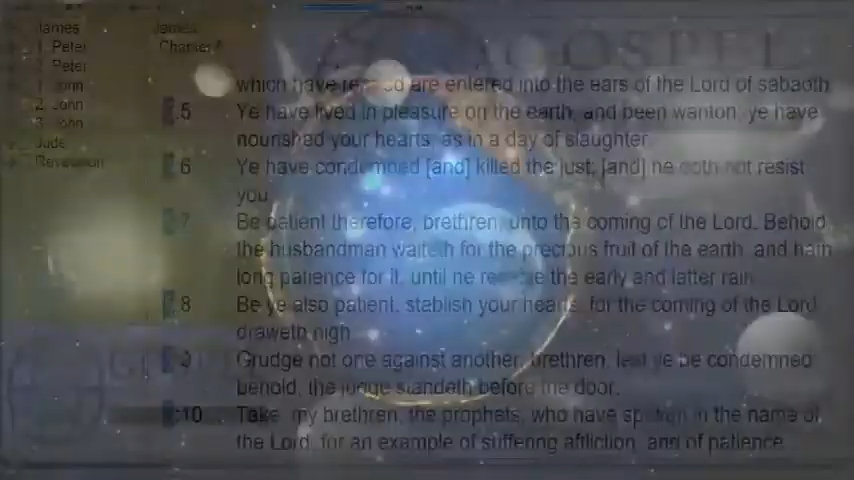 James
1. Peter
2. Peter
1. John
2. John
3. John
Jude
Revelation
James
Chapter
GOSPEL
which have are entered into the ears of the Lord of sabaoth
:5 Ye have lived in pleasure on the earth, and been wanton; ye have
nourished your hearts, as in a day of slaughter.
:6 Ye have condemned [and] killed the just; [and] he doth not resist
you.
:7 Be patient therefore, brethren, unto the coming of the Lord. Behold,
the husbandman waiteth for the precious fruit of the earth, and hath
long patience for it, until he receive the early and latter rain.
:8 Be ye also patient; stablish your hearts: for the coming of the Lord
draweth nigh.
:9 Grudge not one against another, brethren, lest ye be condemned:
behold, the judge standeth before the door.
:10 Take, my brethren, the prophets, who have spoken in the name of
the Lord, for an example of suffering affliction, and of patience.